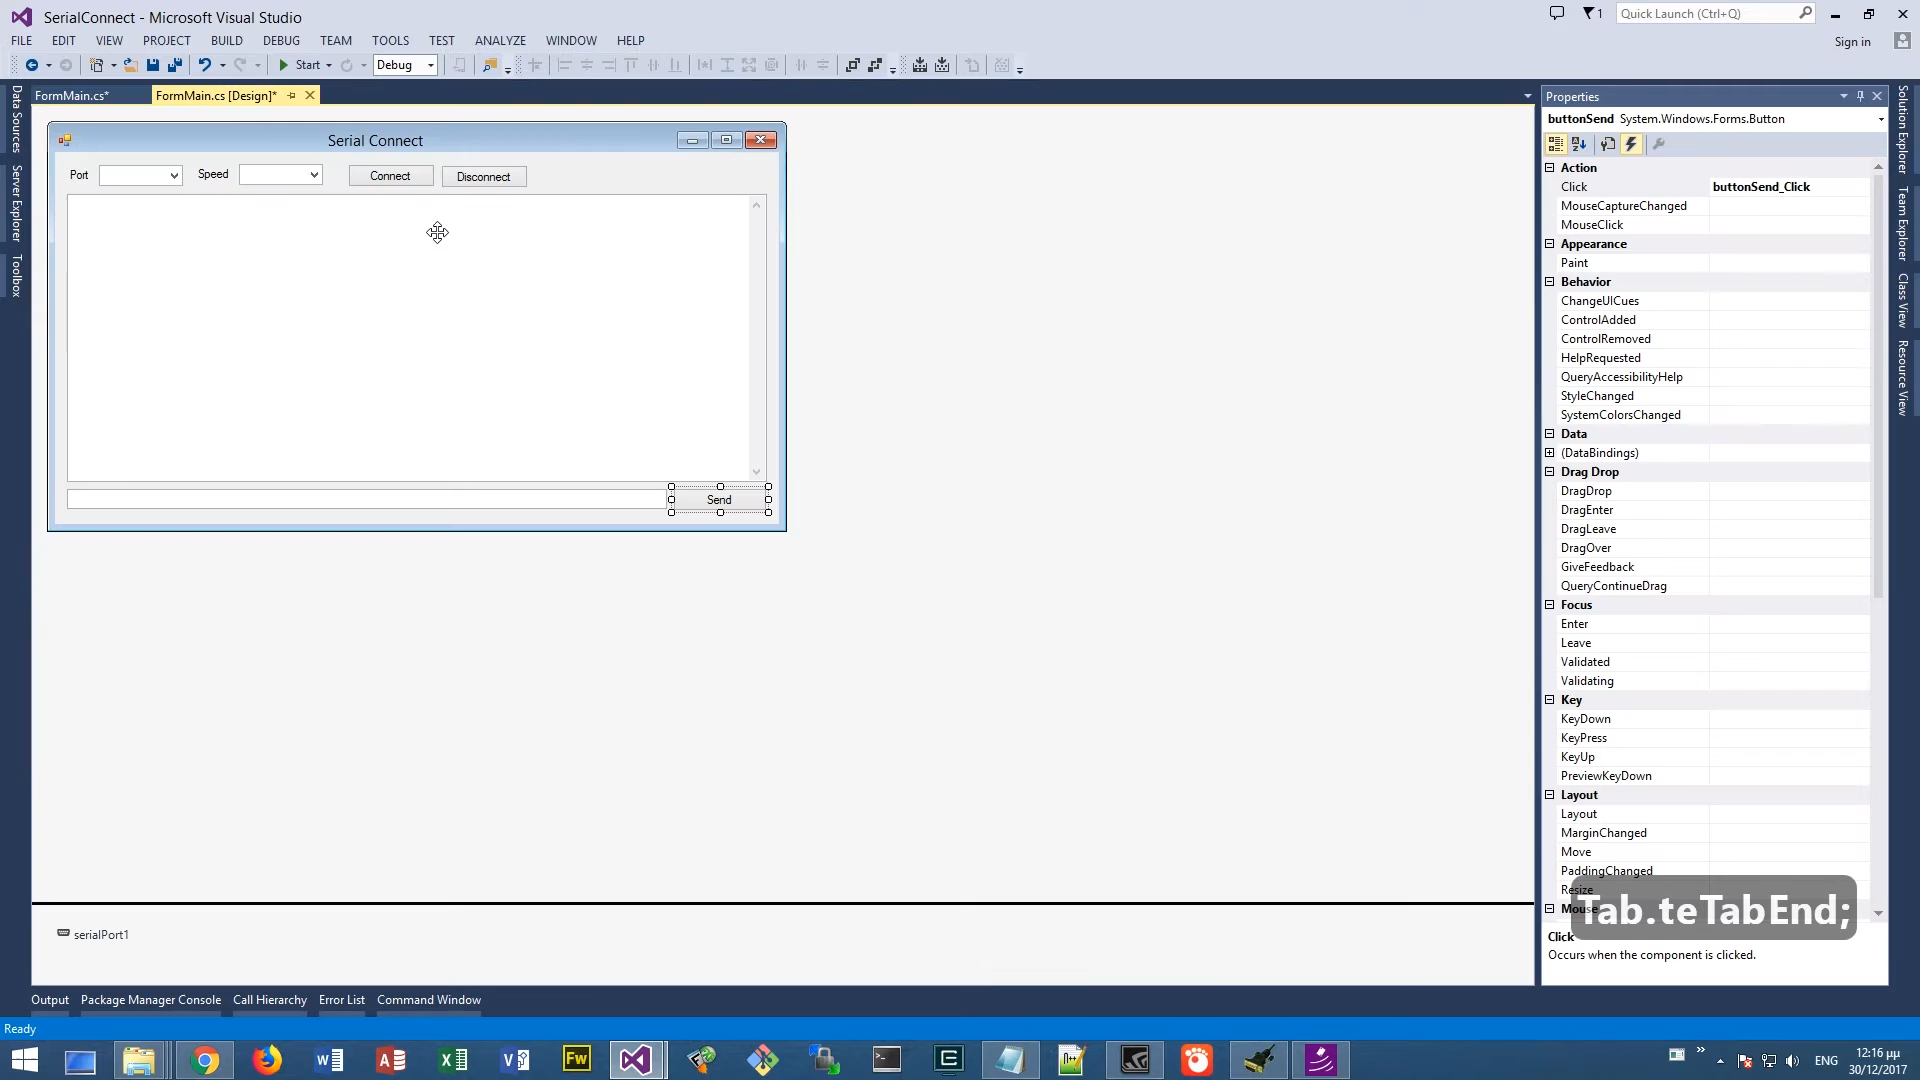 SerialConnect - Microsoft Visual Studio
1
Quick Launch (Ctrl+Q)
FILE EDIT VIEW PROJECT BUILD DEBUG TEAM TOOLS TEST ANALYZE WINDOW HELP
Sign in
Start Debug
FormMain.cs* FormMain.cs [Design]*
Data Sources
Server Explorer
Toolbox
Serial Connect
Port Speed Connect Disconnect
Send
serialPort1
Properties
buttonSend System.Windows.Forms.Button
Action
Click buttonSend_Click
MouseCaptureChanged
MouseClick
Appearance
Paint
Behavior
ChangeUICues
ControlAdded
ControlRemoved
HelpRequested
QueryAccessibilityHelp
StyleChanged
SystemColorsChanged
Data
(DataBindings)
Drag Drop
DragDrop
DragEnter
DragLeave
DragOver
GiveFeedback
QueryContinueDrag
Focus
Enter
Leave
Validated
Validating
Key
KeyDown
KeyPress
KeyUp
PreviewKeyDown
Layout
Layout
MarginChanged
Move
PaddingChanged
Resize
Mouse
Tab.teTabEnd;
Click
Occurs when the component is clicked.
Solution Explorer
Team Explorer
Class View
Resource View
Output Package Manager Console Call Hierarchy Error List Command Window
Ready
ENG
12:16 μμ
30/12/2017